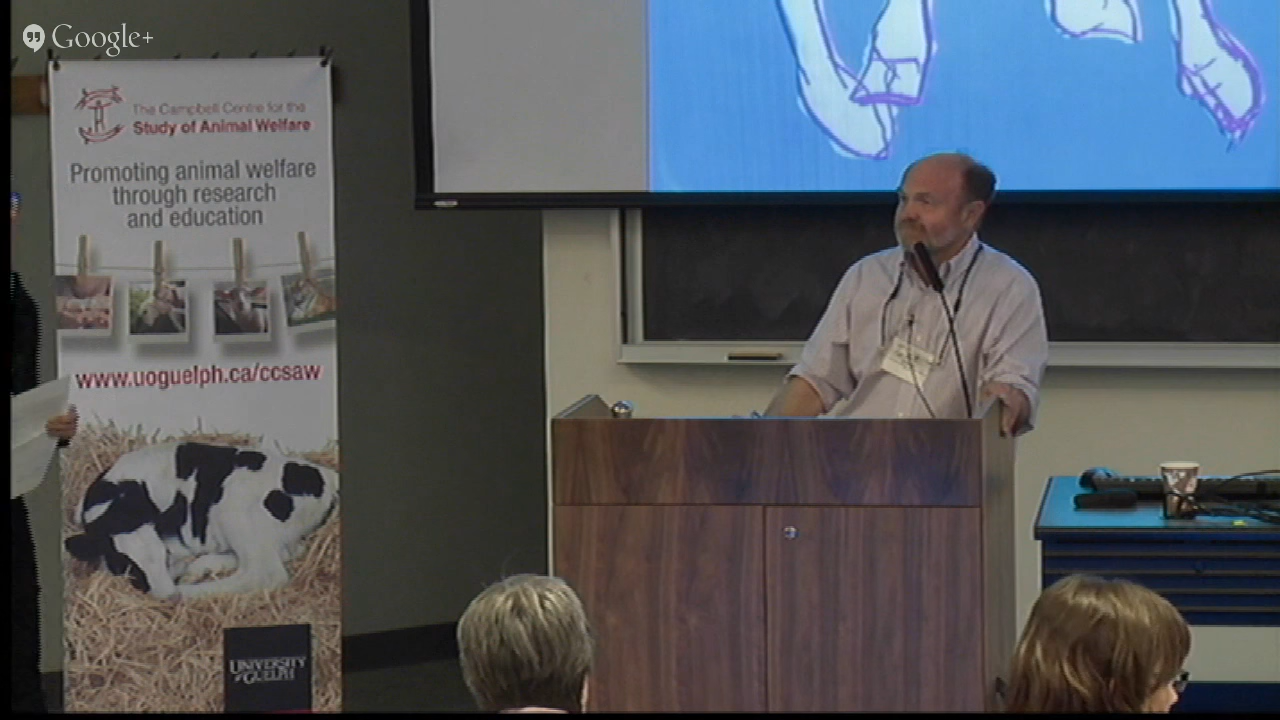 Google+
The Campbell Centre for the
Study of Animal Welfare
Promoting animal welfare
through research
and education
www.uoguelph.ca/ccsaw
UNIVERSITY
of GUELPH